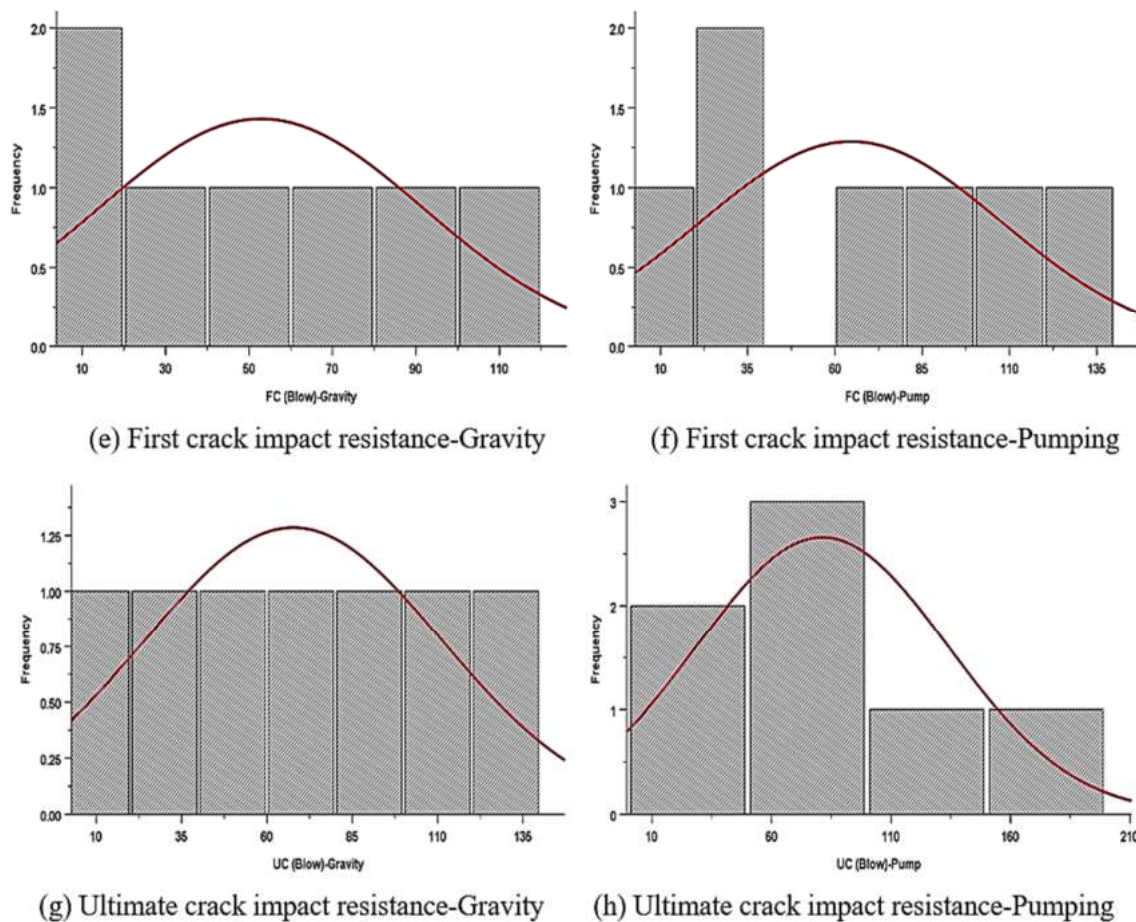 2.0
1.5
1.0
0.5
0.0
Frequency
10 30 50 70 90 110
FC (Blow)-Gravity
(e) First crack impact resistance-Gravity
2.0
1.5
1.0
0.5
0.0
Frequency
10 35 60 85 110 135
FC (Blow)-Pump
(f) First crack impact resistance-Pumping
1.25
1.00
0.75
0.50
0.25
0.00
Frequency
10 35 60 85 110 135
UC (Blow)-Gravity
(g) Ultimate crack impact resistance-Gravity
3
2
1
0
Frequency
10 60 110 160 210
UC (Blow)-Pump
(h) Ultimate crack impact resistance-Pumping